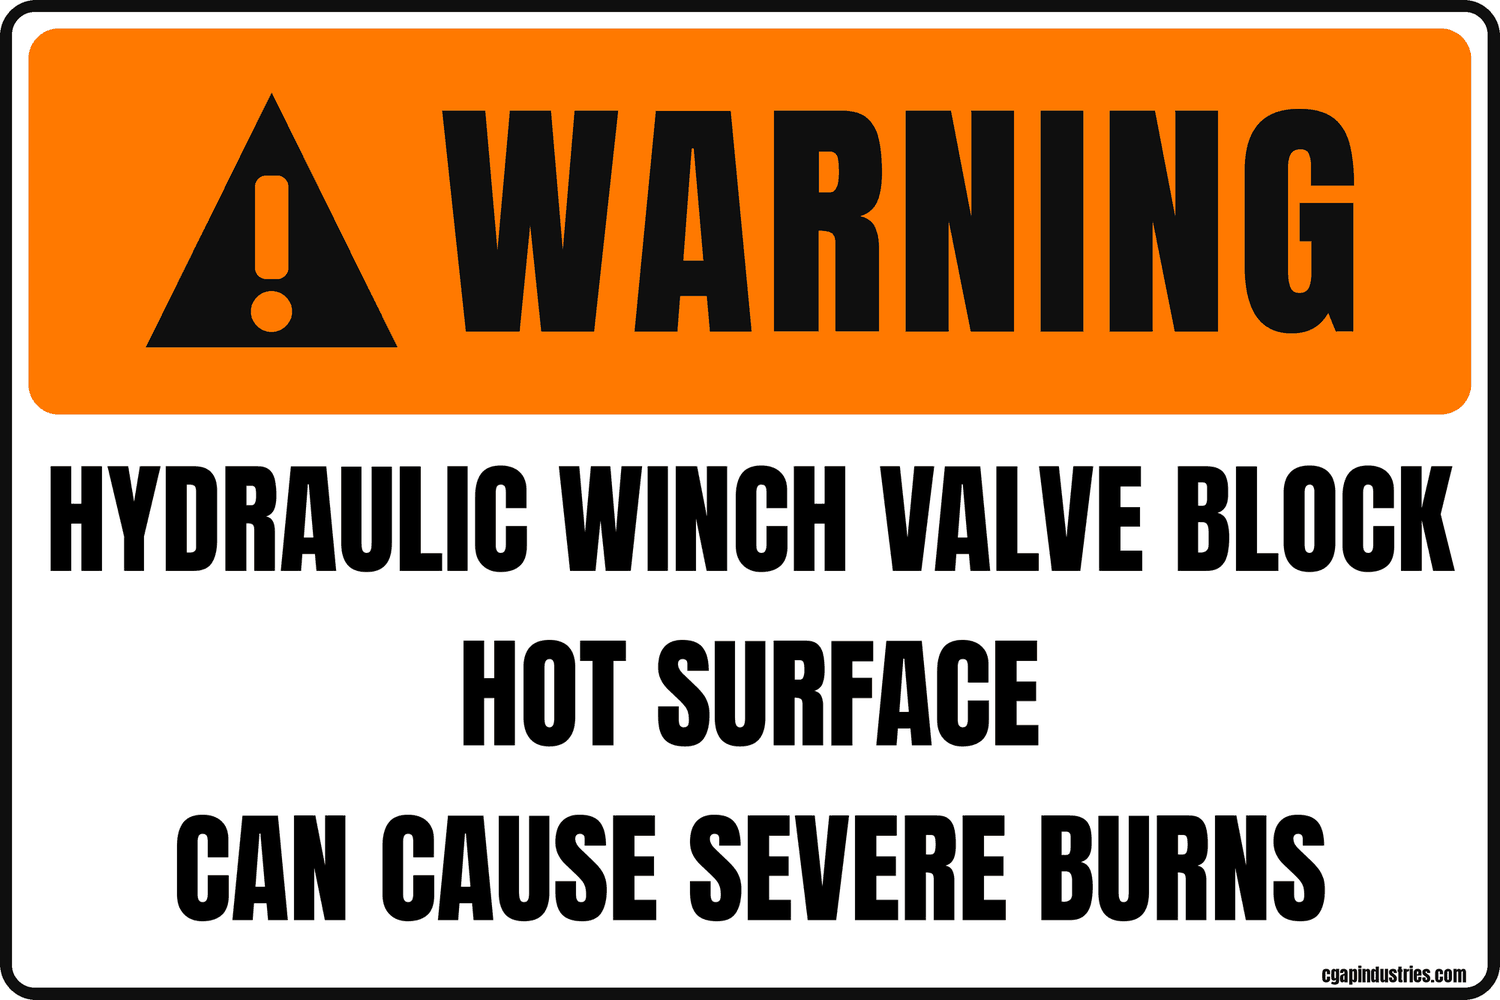 WARNING
HYDRAULIC WINCH VALVE BLOCK
HOT SURFACE
CAN CAUSE SEVERE BURNS
cgapindustries.com